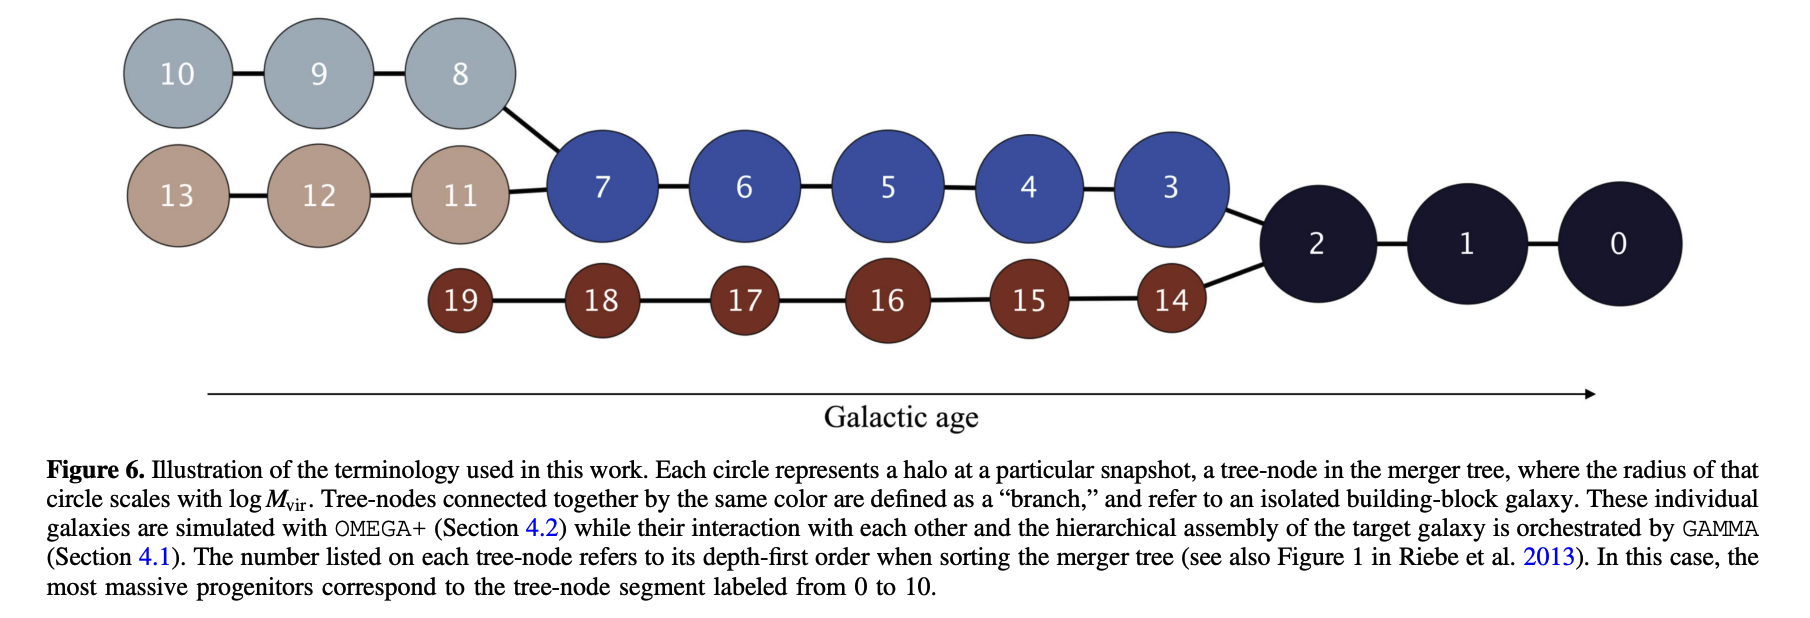 10 9 8
7 6 5 4 3
13 12 11
2 1 0
19 18 17 16 15 14
Galactic age
Figure 6. Illustration of the terminology used in this work. Each circle represents a halo at a particular snapshot, a tree-node in the merger tree, where the radius of that
circle scales with log Mvir. Tree-nodes connected together by the same color are defined as a “branch,” and refer to an isolated building-block galaxy. These individual
galaxies are simulated with OMEGA+ (Section 4.2) while their interaction with each other and the hierarchical assembly of the target galaxy is orchestrated by GAMMA
(Section 4.1). The number listed on each tree-node refers to its depth-first order when sorting the merger tree (see also Figure 1 in Riebe et al. 2013). In this case, the
most massive progenitors correspond to the tree-node segment labeled from 0 to 10.